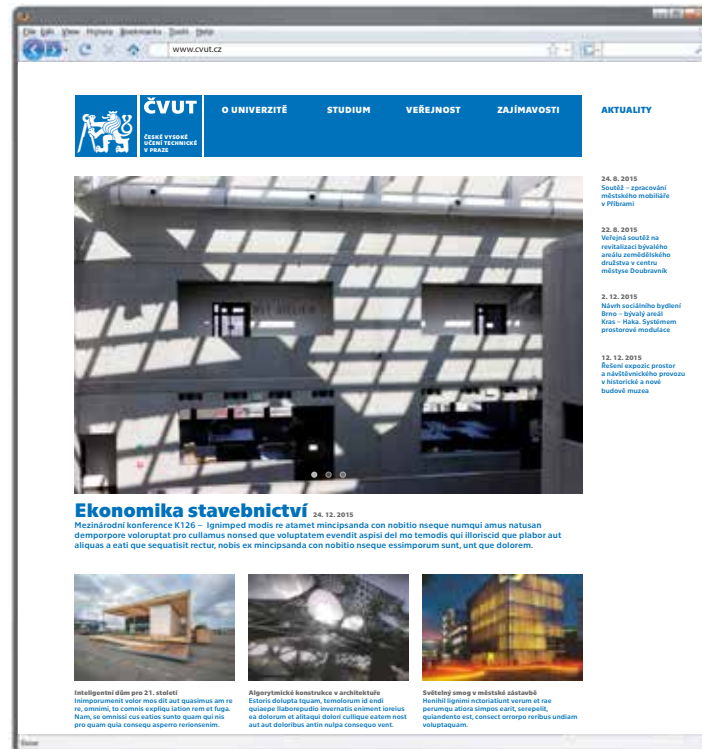 File Edit View History Bookmarks Tools Help
www.cvut.cz
ČVUT
ČESKÉ VYSOKÉ
UČENÍ TECHNICKÉ
V PRAZE
O UNIVERZITĚ STUDIUM VEŘEJNOST ZAJÍMAVOSTI AKTUALITY
24. 8. 2015
Soutěž – zpracování
městského mobiliáře
v Příbrami
22. 8. 2015
Veřejná soutěž na
revitalizaci bývalého
areálu zemědělského
družstva v centru
městyse Doubravník
2. 12. 2015
Návrh sociálního bydlení
Brno – bývalý areál
Kras – Haka. Systémem
prostorové modulace
12. 12. 2015
Řešení expozic prostor
a návštěvnického provozu
v historické a nové
budově muzea
Ekonomika stavebnictví 24. 12. 2015
Mezinárodní konference K126 – Ignimped modis re atamet mincipsanda con nobitio nseque numqui amus natusan
demporpore voloruptat pro cullamus nonsed que voluptatem evendit aspisi del mo temodis qui illoriscid que plabor aut
aliquas a eati que sequatisit rectur, nobis ex mincipsanda con nobitio nseque essimporum sunt, unt que dolorem.
Inteligentní dům pro 21. století
Inimporumenit volor mos dit aut quasimus am re
re, omnimi, to comnis expliqu iation rem et fuga.
Nam, se omnissi cus eatios sunto quam qui nis
pro quam quia consequ asperro rerionsenim.
Algorytmické konstrukce v architektuře
Estoris dolupta tquam, temolorum id endi
quiaepe llaborepudio invernatis eniment ioreius
ea dolorum et alitaqui dolori cullique eatem nost
aut aut doloribus antin nulpa consequo vent.
Světelný smog v městské zástavbě
Henihil ligni­mi nctoriatiunt verum et rae
perumqu atiora simpos earit, serepelit,
quiandento est, consect orrorpo reribus undiam
voluptaquam.
Done